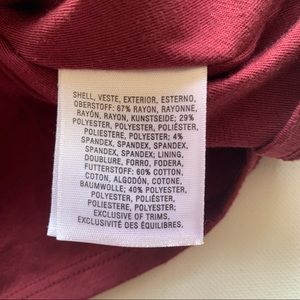 SHELL, VESTE, EXTERIOR, ESTERNO,
OBERSTOFF: 67% RAYON, RAYONNE,
RAYÓN, RAYON, KUNSTSEIDE; 29%
POLYESTER, POLYESTER, POLIÉSTER,
POLIESTERE, POLYESTER; 4%
SPANDEX, SPANDEX, SPANDEX,
SPANDEX, SPANDEX; LINING,
DOUBLURE, FORRO, FODERA,
FUTTERSTOFF: 60% COTTON,
COTON, ALGODÓN, COTONE,
BAUMWOLLE; 40% POLYESTER,
POLYESTER, POLIÉSTER,
POLIESTERE, POLYESTER;
EXCLUSIVE OF TRIMS,
EXCLUSIVITÉ DES ÉQUILIBRES,